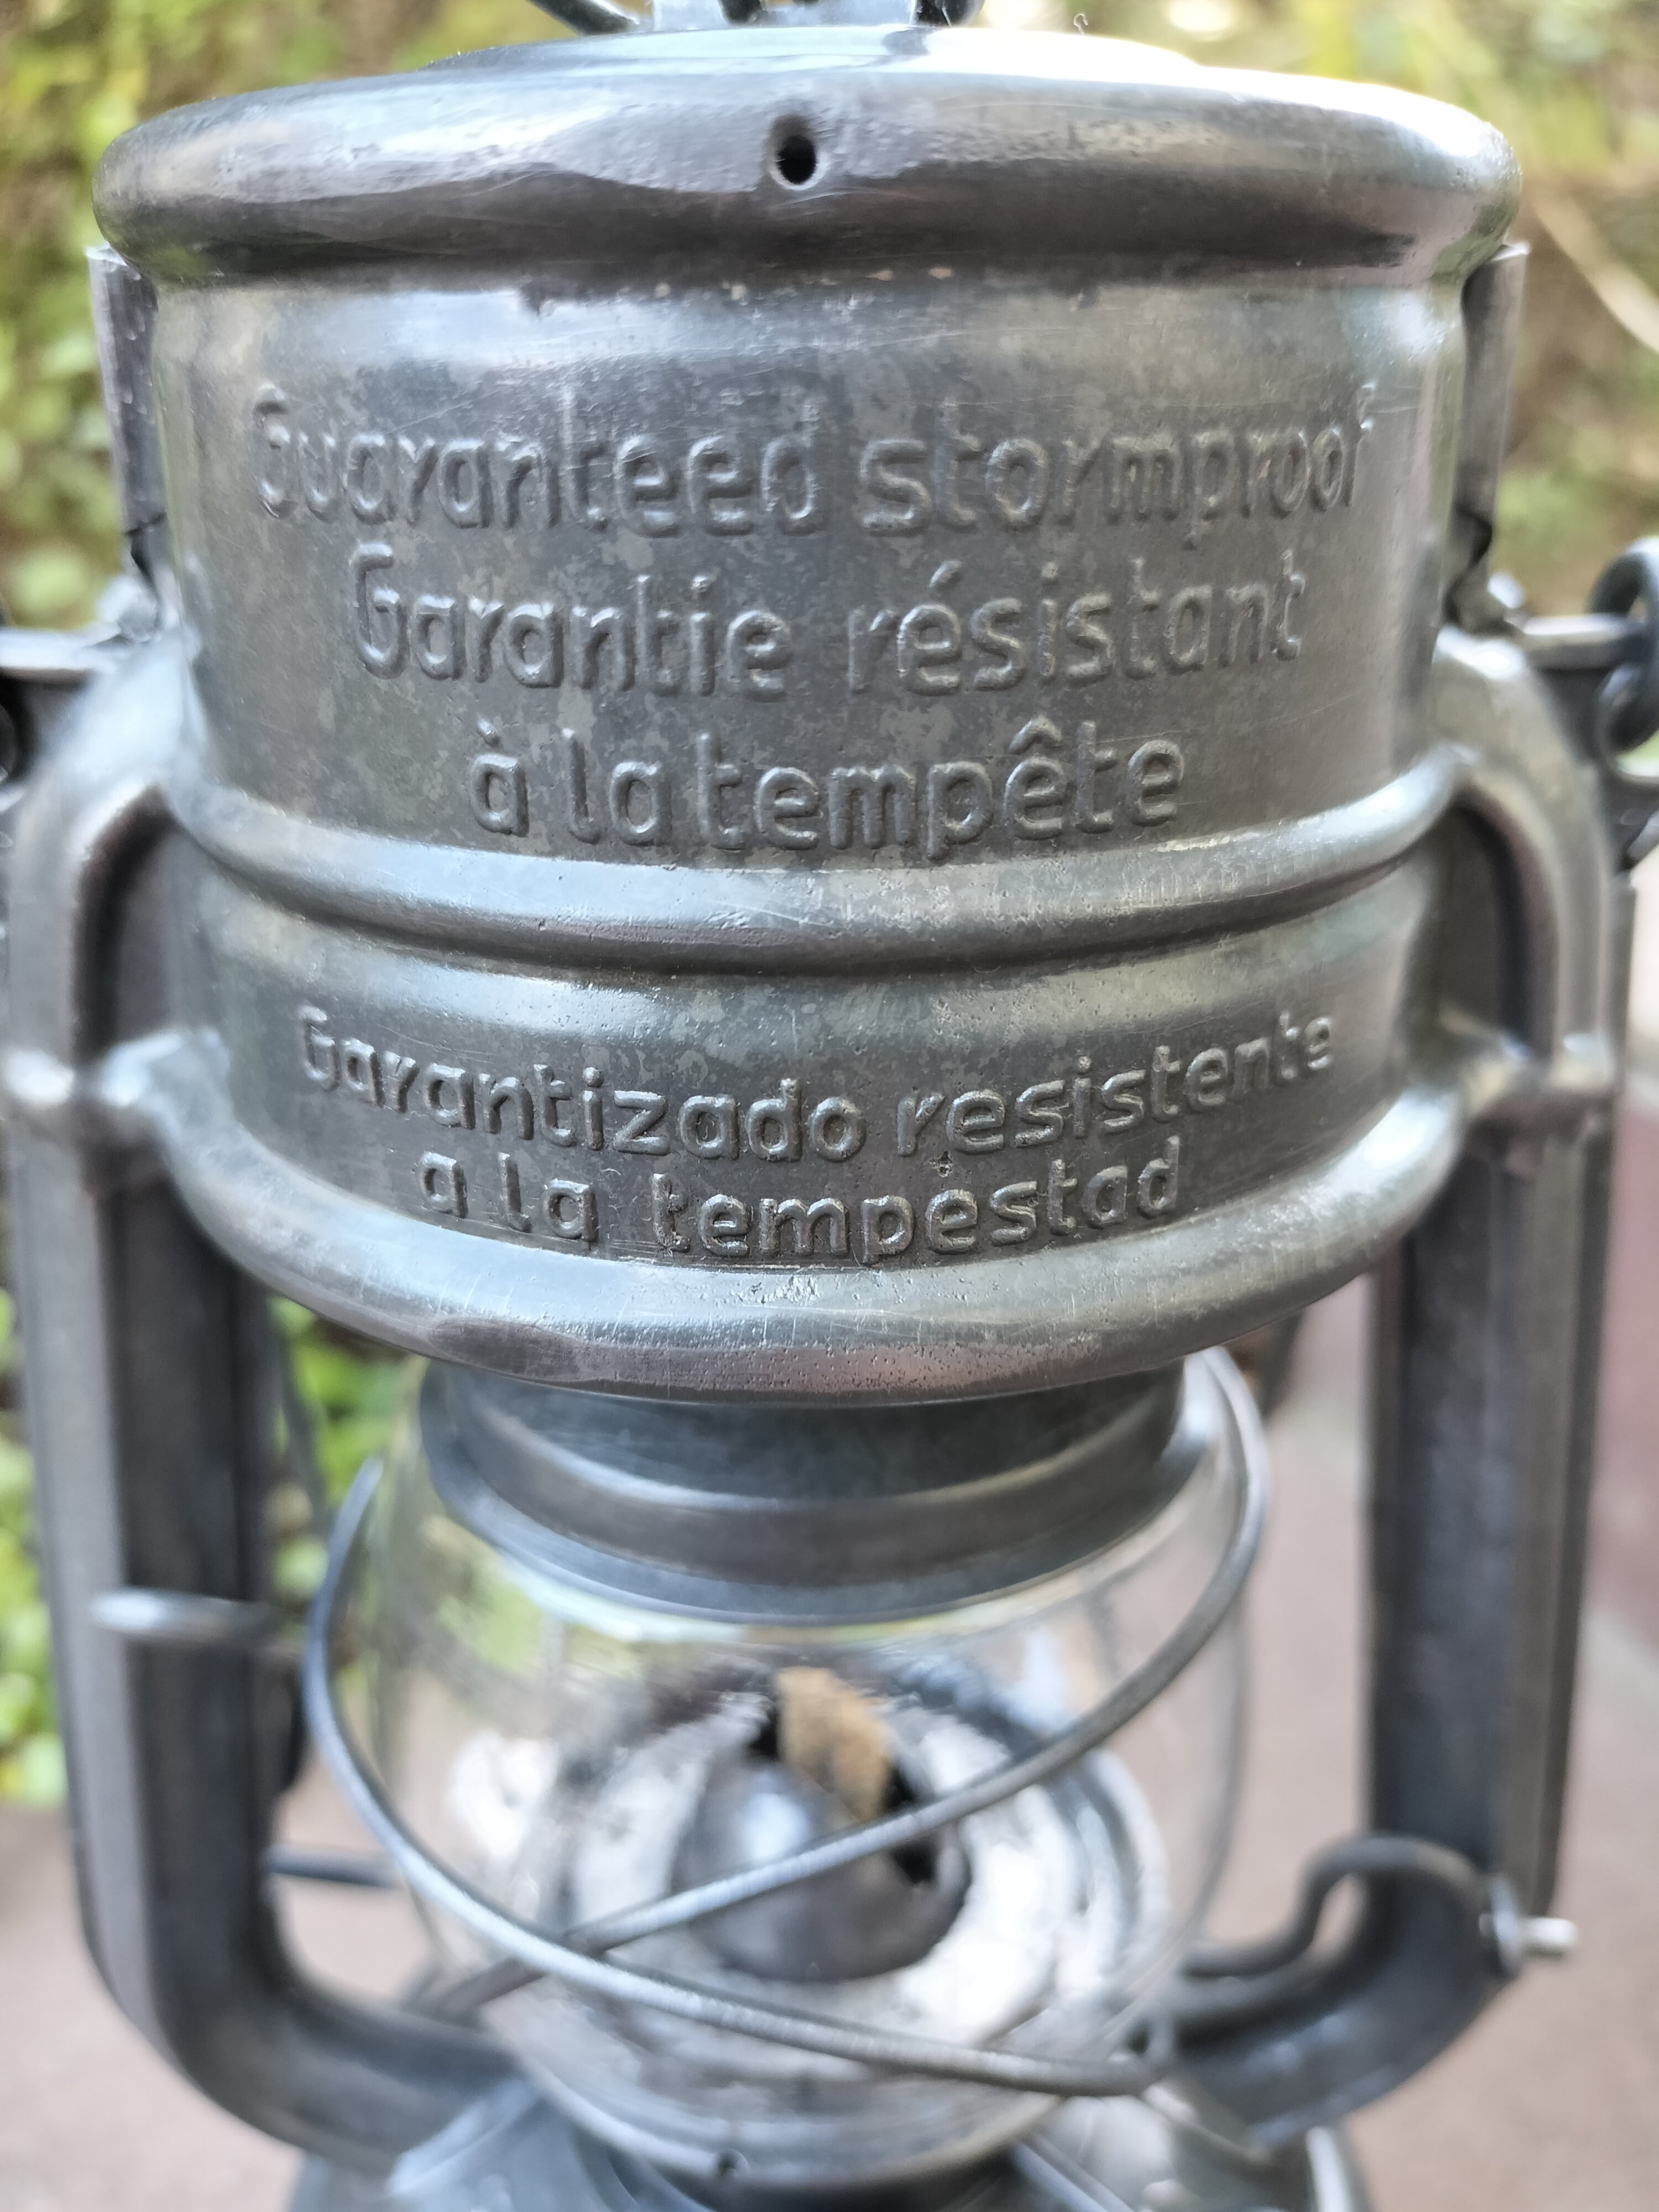 Guaranteed stormproof
Garantie résistant
à la tempête
Garantizado resistente
a la tempestad